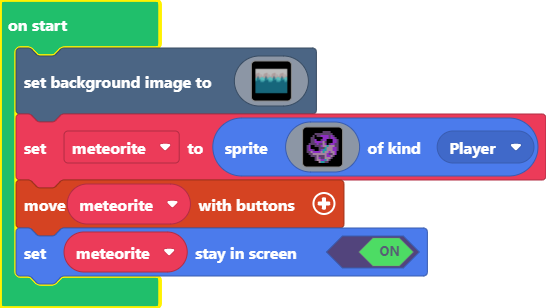 on start
set background image to
set meteorite to sprite of kind Player
move meteorite with buttons
set meteorite stay in screen ON